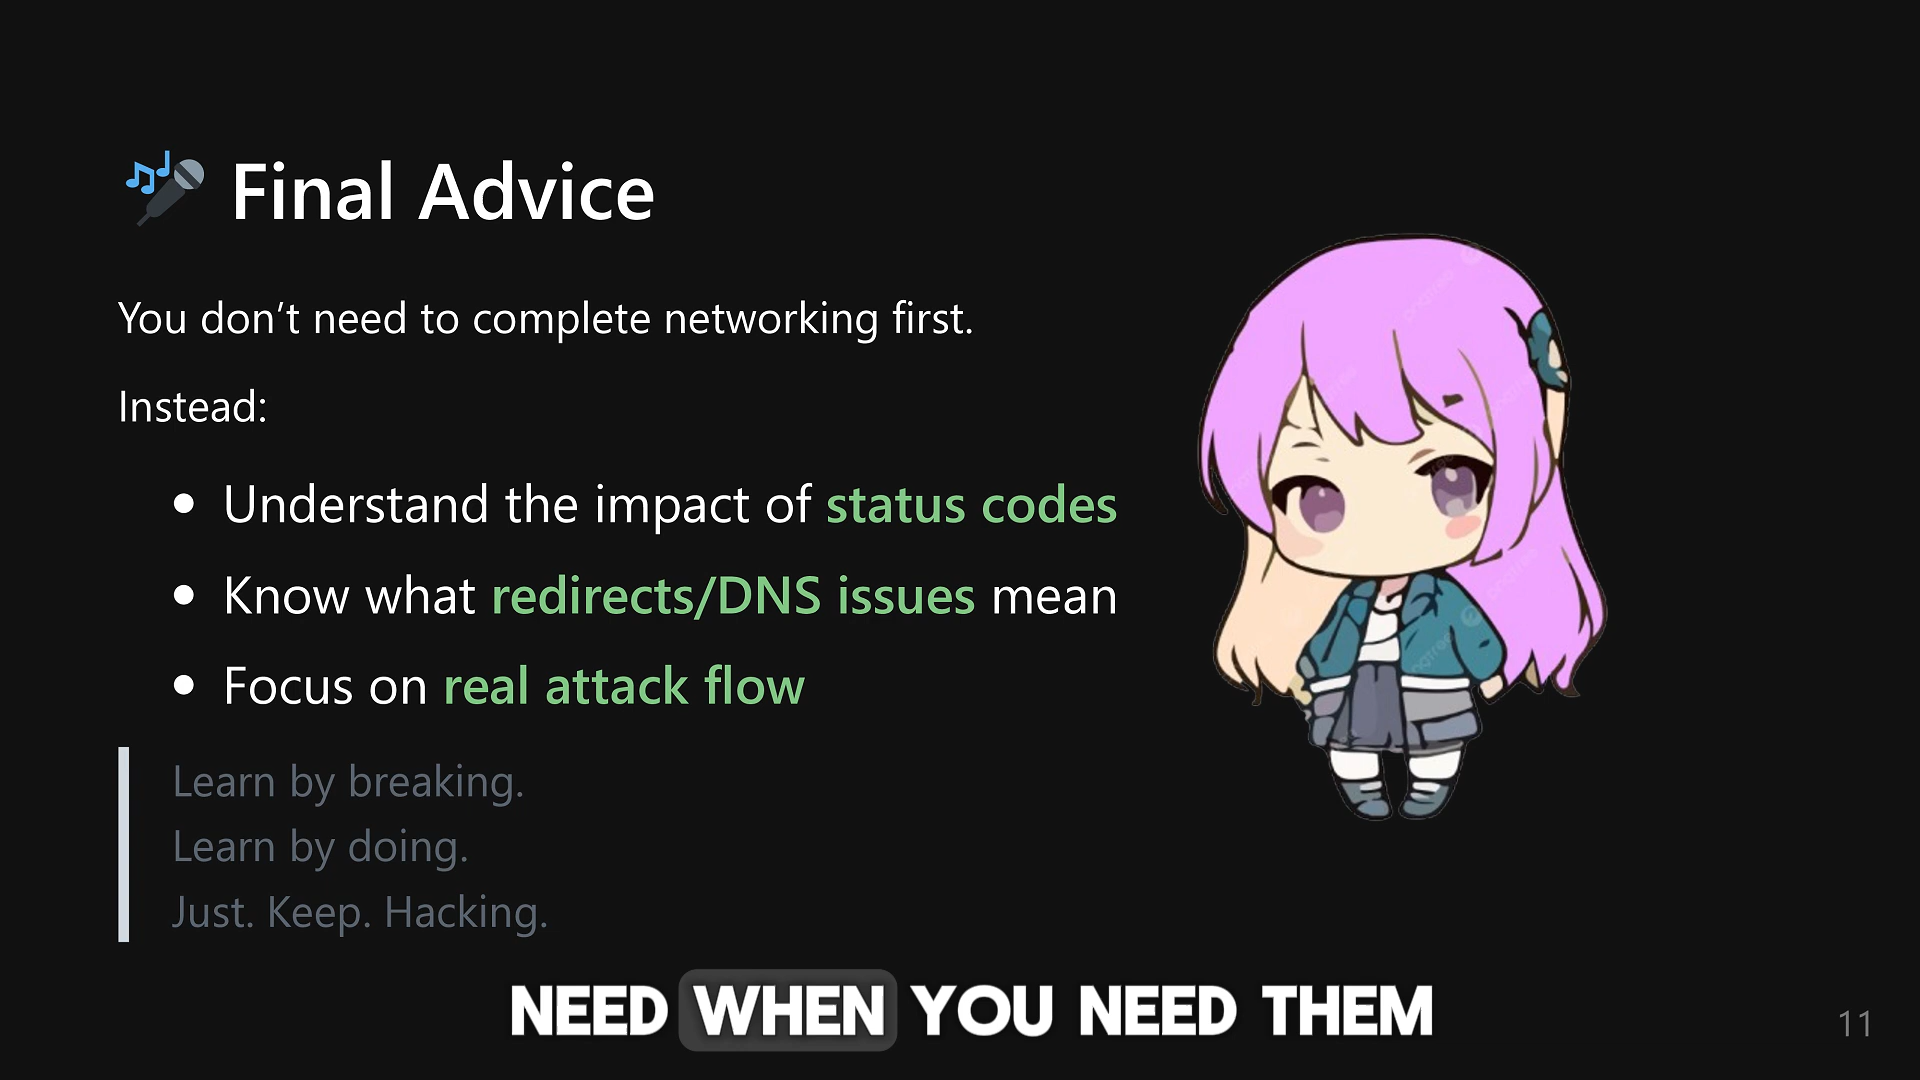 Final Advice
You don’t need to complete networking first.
Instead:
• Understand the impact of status codes
• Know what redirects/DNS issues mean
• Focus on real attack flow
Learn by breaking.
Learn by doing.
Just. Keep. Hacking.
NEED WHEN YOU NEED THEM
11